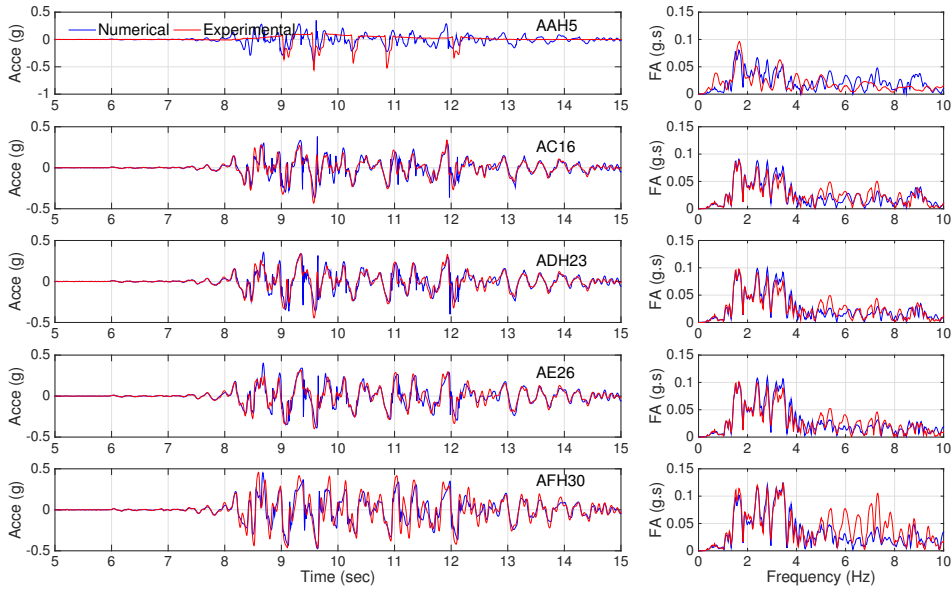 Acce (g)
0.5
0
-0.5
-1
Numerical
Experimental
AAH5
5 6 7 8 9 10 11 12 13 14 15
FA (g.s)
0.15
0.1
0.05
0
0 2 4 6 8 10
Acce (g)
0.5
0
-0.5
AC16
5 6 7 8 9 10 11 12 13 14 15
FA (g.s)
0.15
0.1
0.05
0
0 2 4 6 8 10
Acce (g)
0.5
0
-0.5
ADH23
5 6 7 8 9 10 11 12 13 14 15
FA (g.s)
0.15
0.1
0.05
0
0 2 4 6 8 10
Acce (g)
0.5
0
-0.5
AE26
5 6 7 8 9 10 11 12 13 14 15
FA (g.s)
0.15
0.1
0.05
0
0 2 4 6 8 10
Acce (g)
0.5
0
-0.5
AFH30
5 6 7 8 9 10 11 12 13 14 15
Time (sec)
FA (g.s)
0.15
0.1
0.05
0
0 2 4 6 8 10
Frequency (Hz)